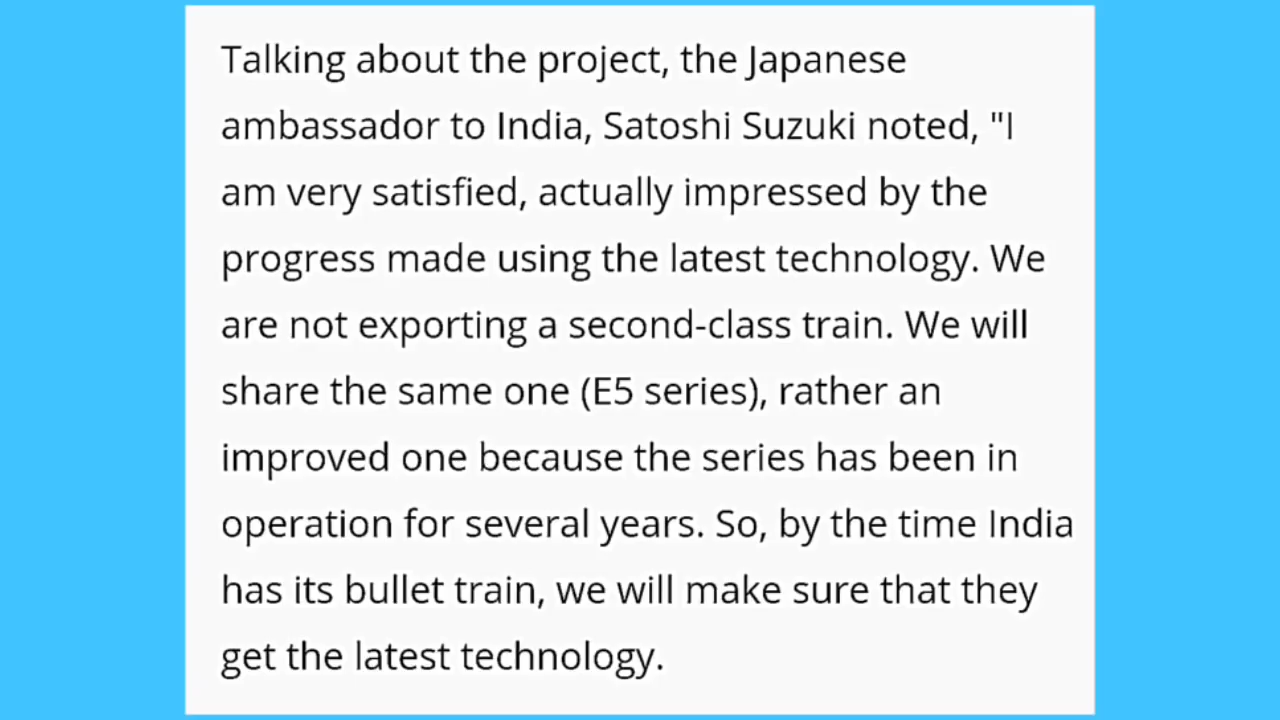 Talking about the project, the Japanese
ambassador to India, Satoshi Suzuki noted, "I
am very satisfied, actually impressed by the
progress made using the latest technology. We
are not exporting a second-class train. We will
share the same one (E5 series), rather an
improved one because the series has been in
operation for several years. So, by the time India
has its bullet train, we will make sure that they
get the latest technology.